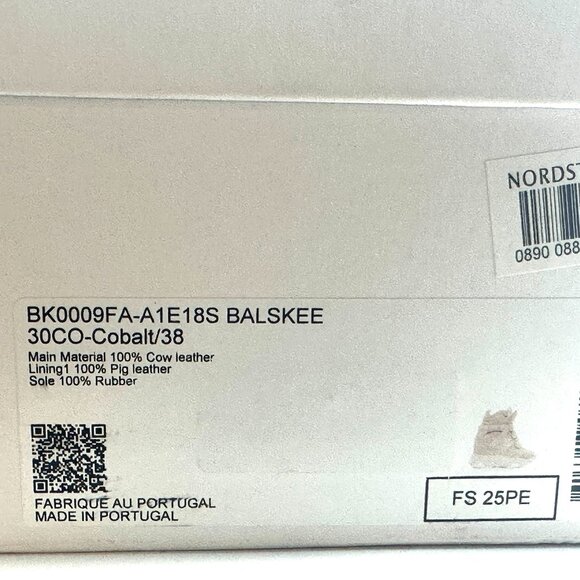 NORDST
0890 088
BK0009FA-A1E18S BALSKEE
30CO-Cobalt/38
Main Material 100% Cow leather
Lining1 100% Pig leather
Sole 100% Rubber
FABRIQUE AU PORTUGAL
MADE IN PORTUGAL
FS 25PE